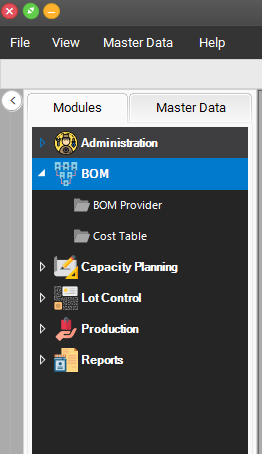 File View Master Data Help
Modules Master Data
Administration
BOM
BOM Provider
Cost Table
Capacity Planning
Lot Control
Production
Reports